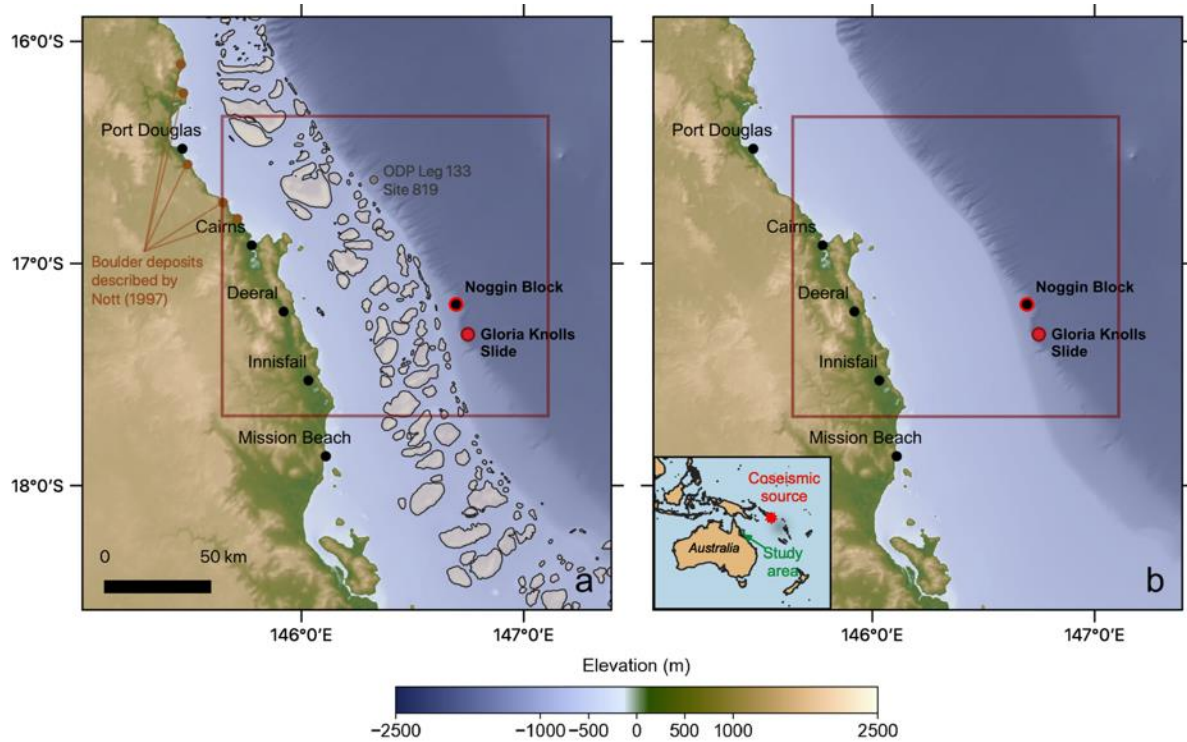 16°0'S
17°0'S
18°0'S
Port Douglas
ODP Leg 133
Site 819
Cairns
Boulder deposits
described by
Nott (1997)
Deeral
Noggin Block
Gloria Knolls
Slide
Innisfail
Mission Beach
0 50 km
a
146°0'E 147°0'E
Port Douglas
Cairns
Deeral
Noggin Block
Gloria Knolls
Slide
Innisfail
Mission Beach
Coseismic
source
Australia
Study
area
b
146°0'E 147°0'E
Elevation (m)
−2500 −1000 −500 0 500 1000 2500